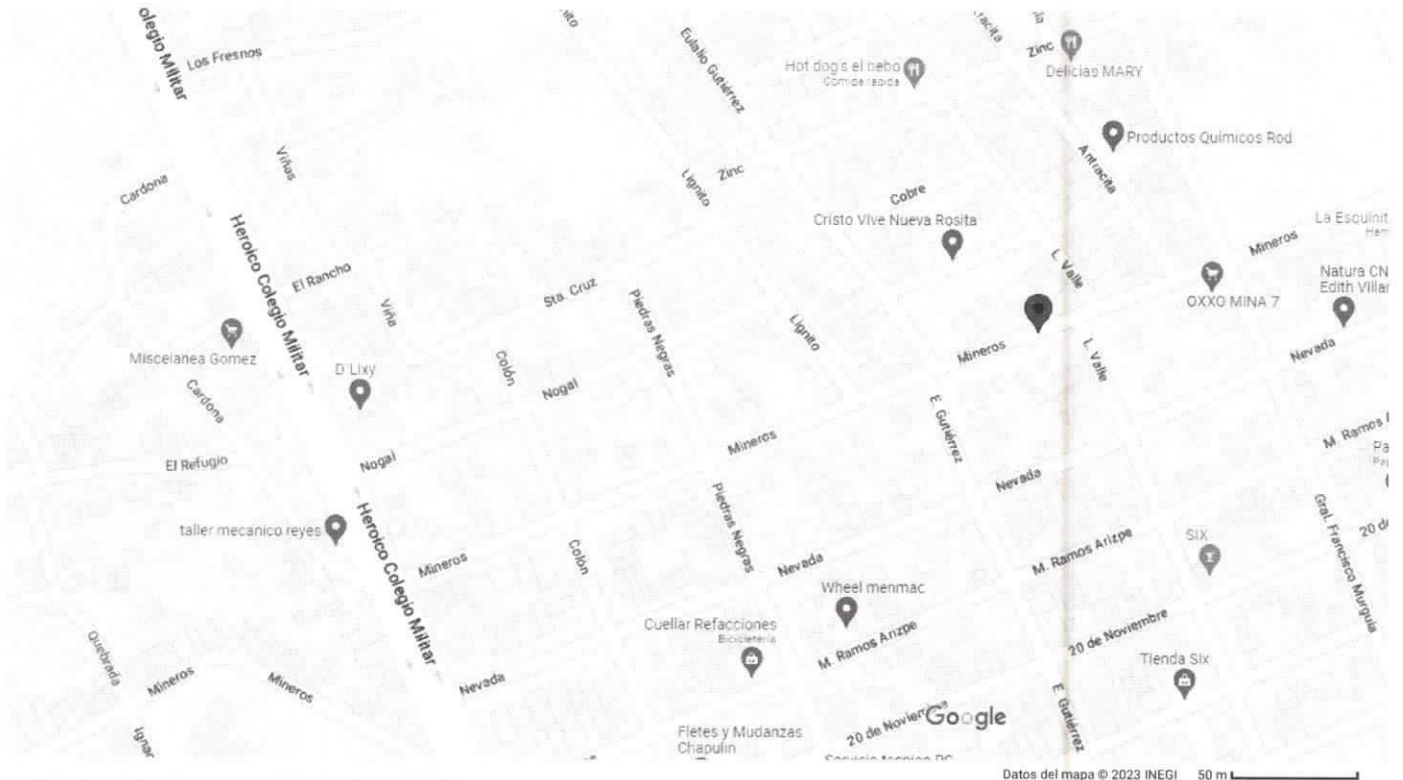 olegio Militar
Los Fresnos
Eulalio Gutiérrez
Hot dog's el bebo
Comida rápida
Zinc
Delicias MARY
Productos Químicos Rod
Antracita
Viñas
Cardona
Lignito
Zinc
Cobre
Cristo Vive Nueva Rosita
La Esquinit
Mineros
Heroico Colegio Militar
El Rancho
Viña
Sta. Cruz
Piedras Negras
L. Valle
OXXO MINA 7
Natura CN
Edith Villar
Miscelanea Gomez
D'Lixy
Colón
Lignito
Mineros
L. Valle
Nevada
Cardona
Nogal
E. Gutiérrez
Mineros
M. Ramos
El Refugio
Nogal
Nevada
taller mecanico reyes
Heroico Colegio Militar
Mineros
Colón
Piedras Negras
Nevada
M. Ramos Arizpe
SIX
Gral. Francisco Murguía
20 d
Wheel menmac
Cuellar Refacciones
Bicicletería
M. Ramos Arizpe
20 de Noviembre
Tienda Six
Quebrada
Mineros
Mineros
Nevada
Ignac
Fletes y Mudanzas
Chapulin
20 de Noviembre
Google
E. Gutiérrez
Servicio tecnico PC
Datos del mapa © 2023 INEGI 50 m